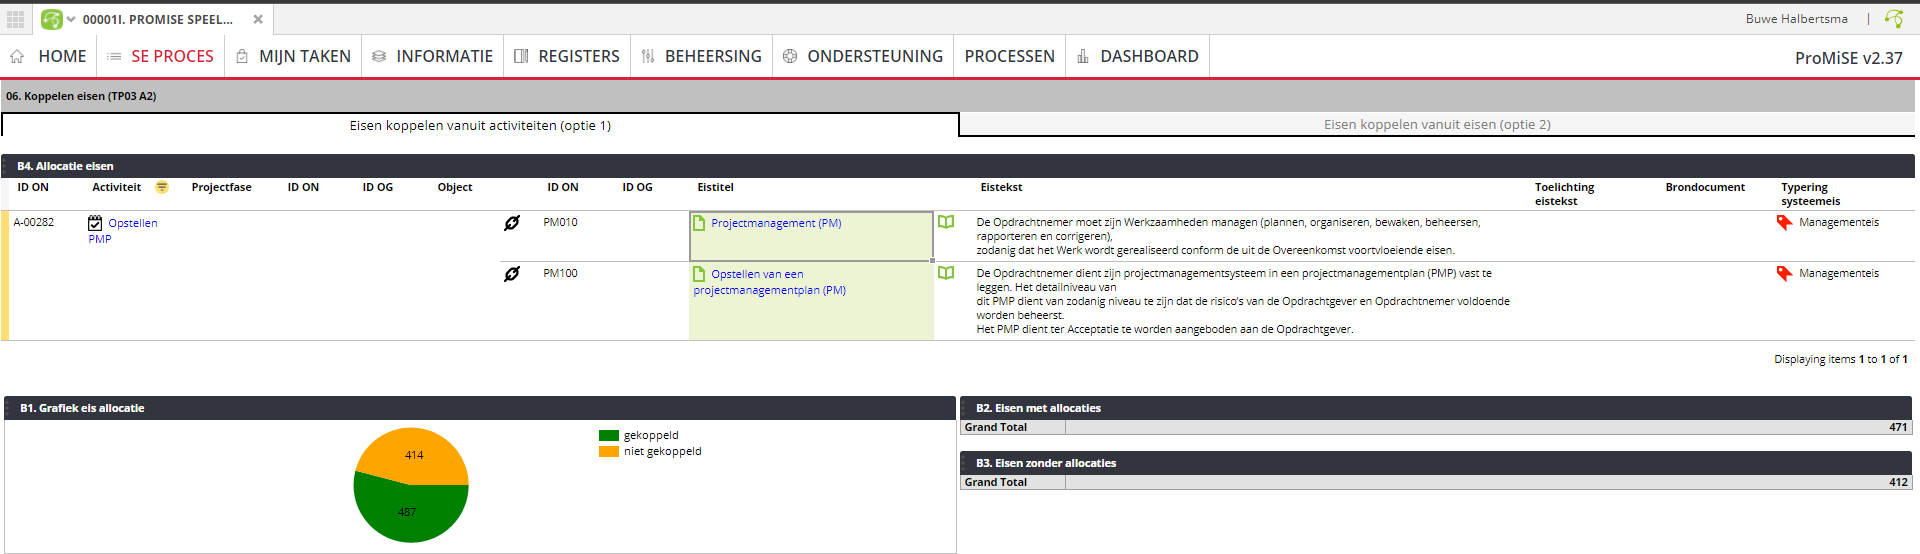 00001I. PROMISE SPEEL...
Buwe Halbertsma
HOME SE PROCES MIJN TAKEN INFORMATIE REGISTERS BEHEERSING ONDERSTEUNING PROCESSEN DASHBOARD
ProMiSE v2.37
06. Koppelen eisen (TP03 A2)
Eisen koppelen vanuit activiteiten (optie 1)
Eisen koppelen vanuit eisen (optie 2)
B4. Allocatie eisen
ID ON Activiteit Projectfase ID ON ID OG Object ID ON ID OG Eistitel Eistekst Toelichting eistekst Brondocument Typering systeemeis
A-00282
Opstellen
PMP
PM010
Projectmanagement (PM)
De Opdrachtnemer moet zijn Werkzaamheden managen (plannen, organiseren, bewaken, beheersen,
rapporteren en corrigeren),
zodanig dat het Werk wordt gerealiseerd conform de uit de Overeenkomst voortvloeiende eisen.
Managementeis
PM100
Opstellen van een
projectmanagementplan (PM)
De Opdrachtnemer dient zijn projectmanagementsysteem in een projectmanagementplan (PMP) vast te
leggen. Het detailniveau van
dit PMP dient van zodanig niveau te zijn dat de risico's van de Opdrachtgever en Opdrachtnemer voldoende
worden beheerst.
Het PMP dient ter Acceptatie te worden aangeboden aan de Opdrachtgever.
Managementeis
Displaying items 1 to 1 of 1
B1. Grafiek eis allocatie
414
487
gekoppeld
niet gekoppeld
B2. Eisen met allocaties
Grand Total 471
B3. Eisen zonder allocaties
Grand Total 412